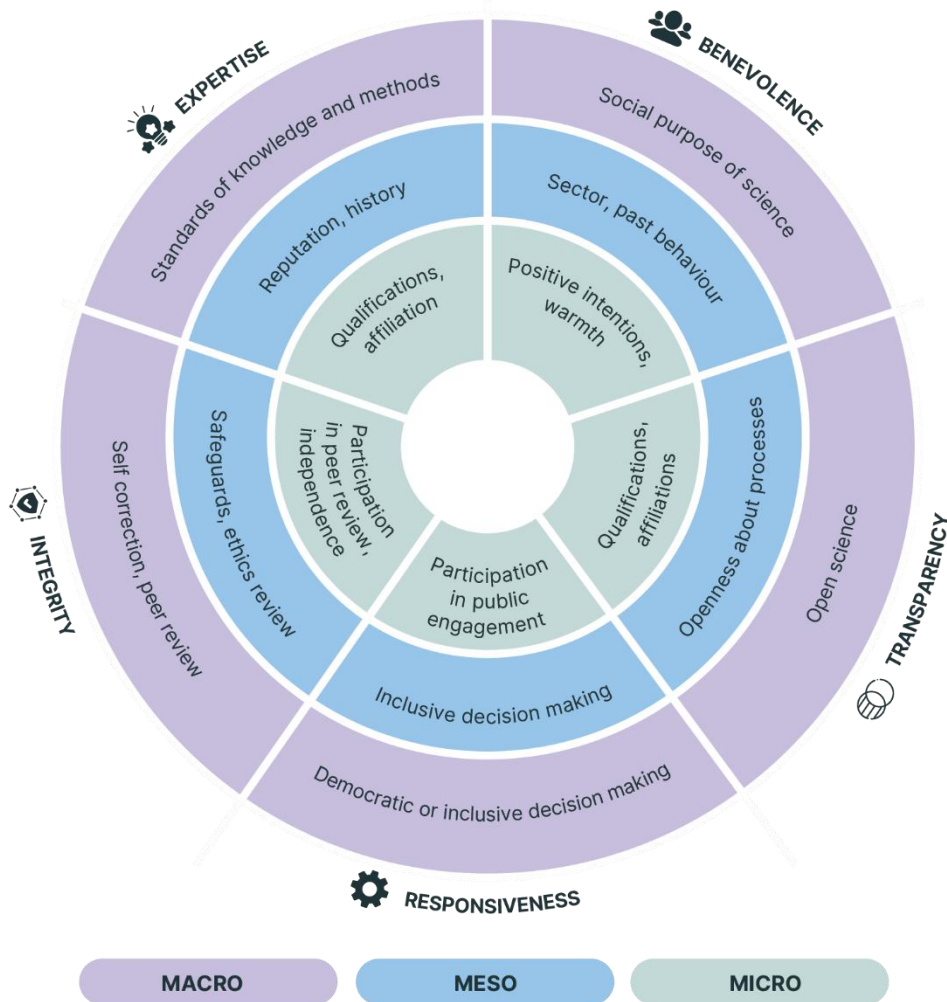 EXPERTISE
BENEVOLENCE
Standards of knowledge and methods
Social purpose of science
Reputation, history
Sector, past behaviour
Qualifications,
affiliation
Positive intentions,
warmth
INTEGRITY
Self correction, peer review
Safeguards, ethics review
Participation
in peer review,
independence
Qualifications,
affiliations
Openness about processes
Open science
TRANSPARENCY
Participation
in public
engagement
Inclusive decision making
Democratic or inclusive decision making
RESPONSIVENESS
MACRO
MESO
MICRO